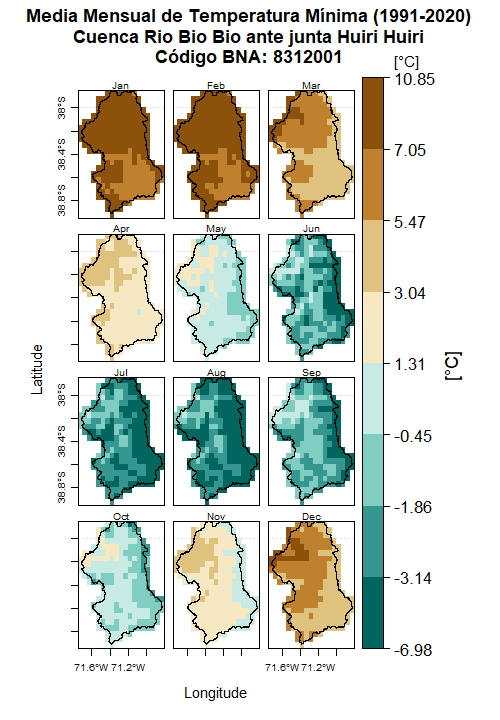 Media Mensual de Temperatura Mínima (1991-2020)
Cuenca Rio Bio Bio ante junta Huiri Huiri
Código BNA: 8312001
[°C]
Jan Feb Mar
10.85
7.05
5.47
3.04
1.31
-0.45
-1.86
-3.14
-6.98
[°C]
38°S
38.4°S
38.8°S
Apr May Jun
Latitude
Jul Aug Sep
38°S
38.4°S
38.8°S
Oct Nov Dec
71.6°W 71.2°W 71.6°W 71.2°W
Longitude